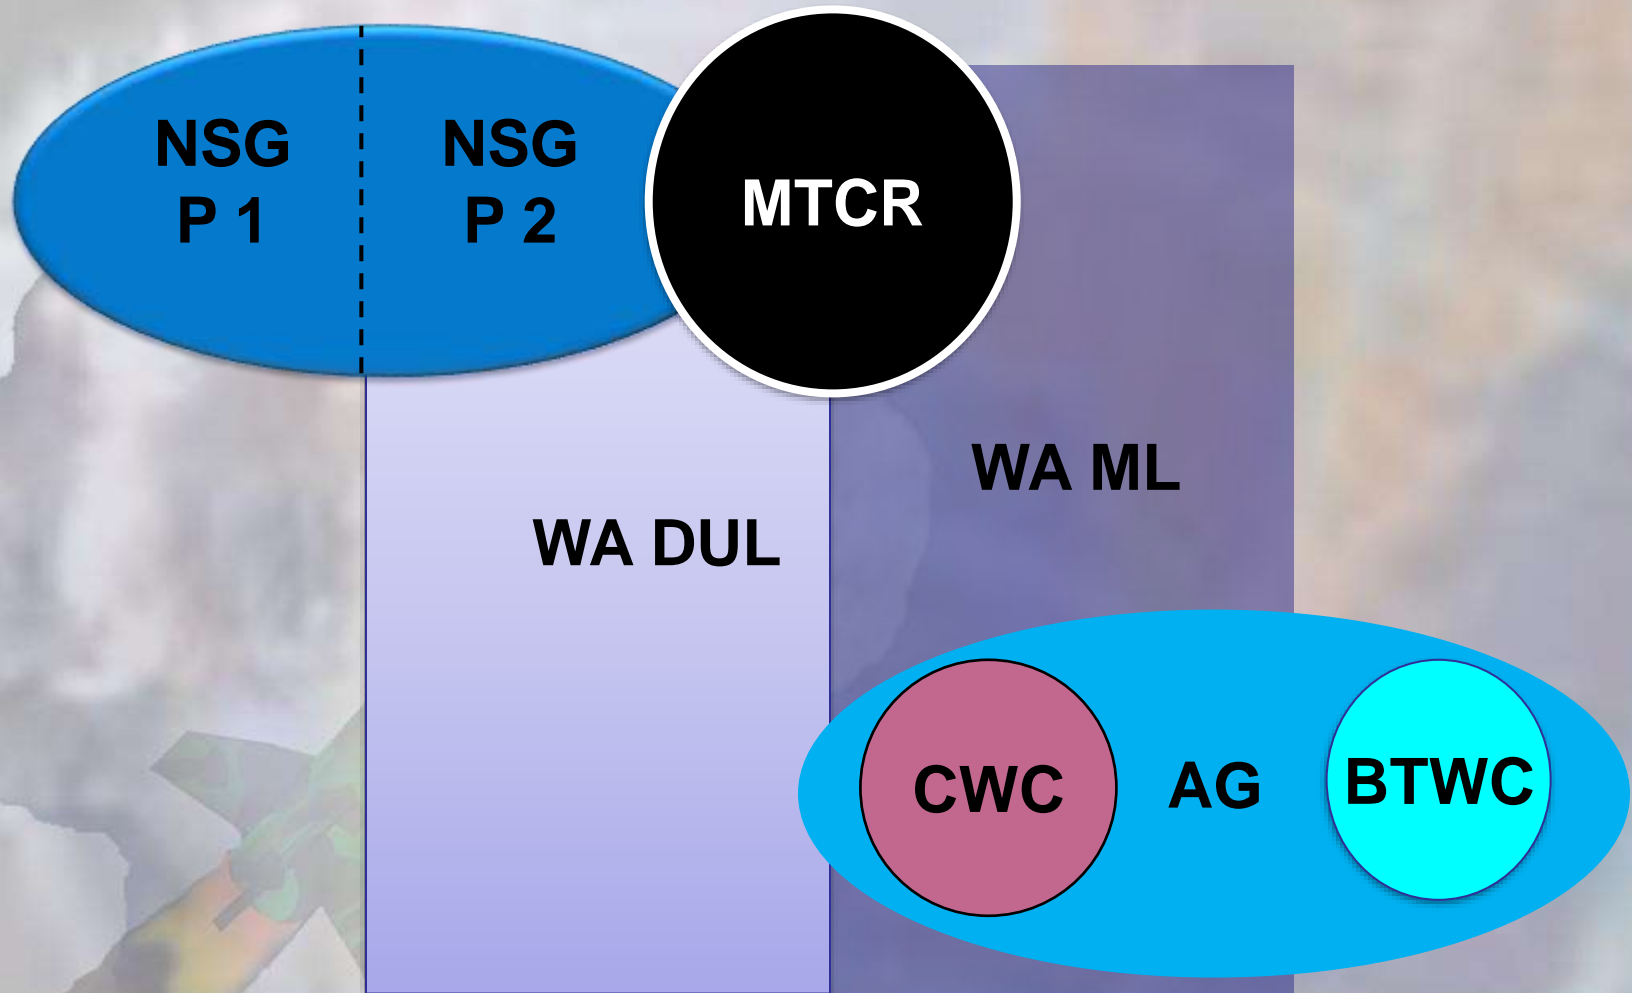 NSG
P 1
NSG
P 2
MTCR
WA ML
WA DUL
CWC
AG
BTWC